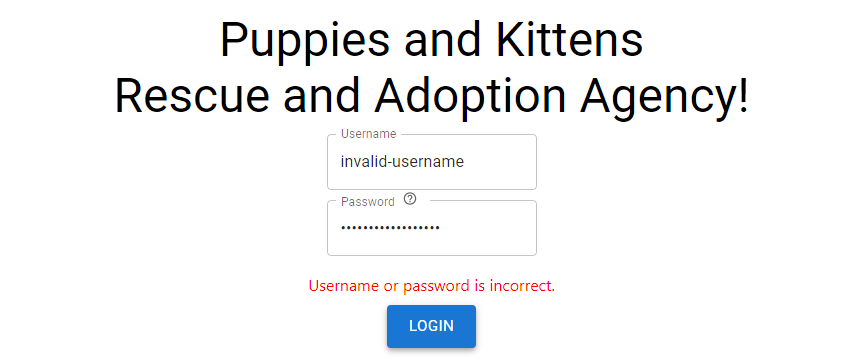 Puppies and Kittens
Rescue and Adoption Agency!
Username
invalid-username
Password
••••••••••••••••••
Username or password is incorrect.
LOGIN